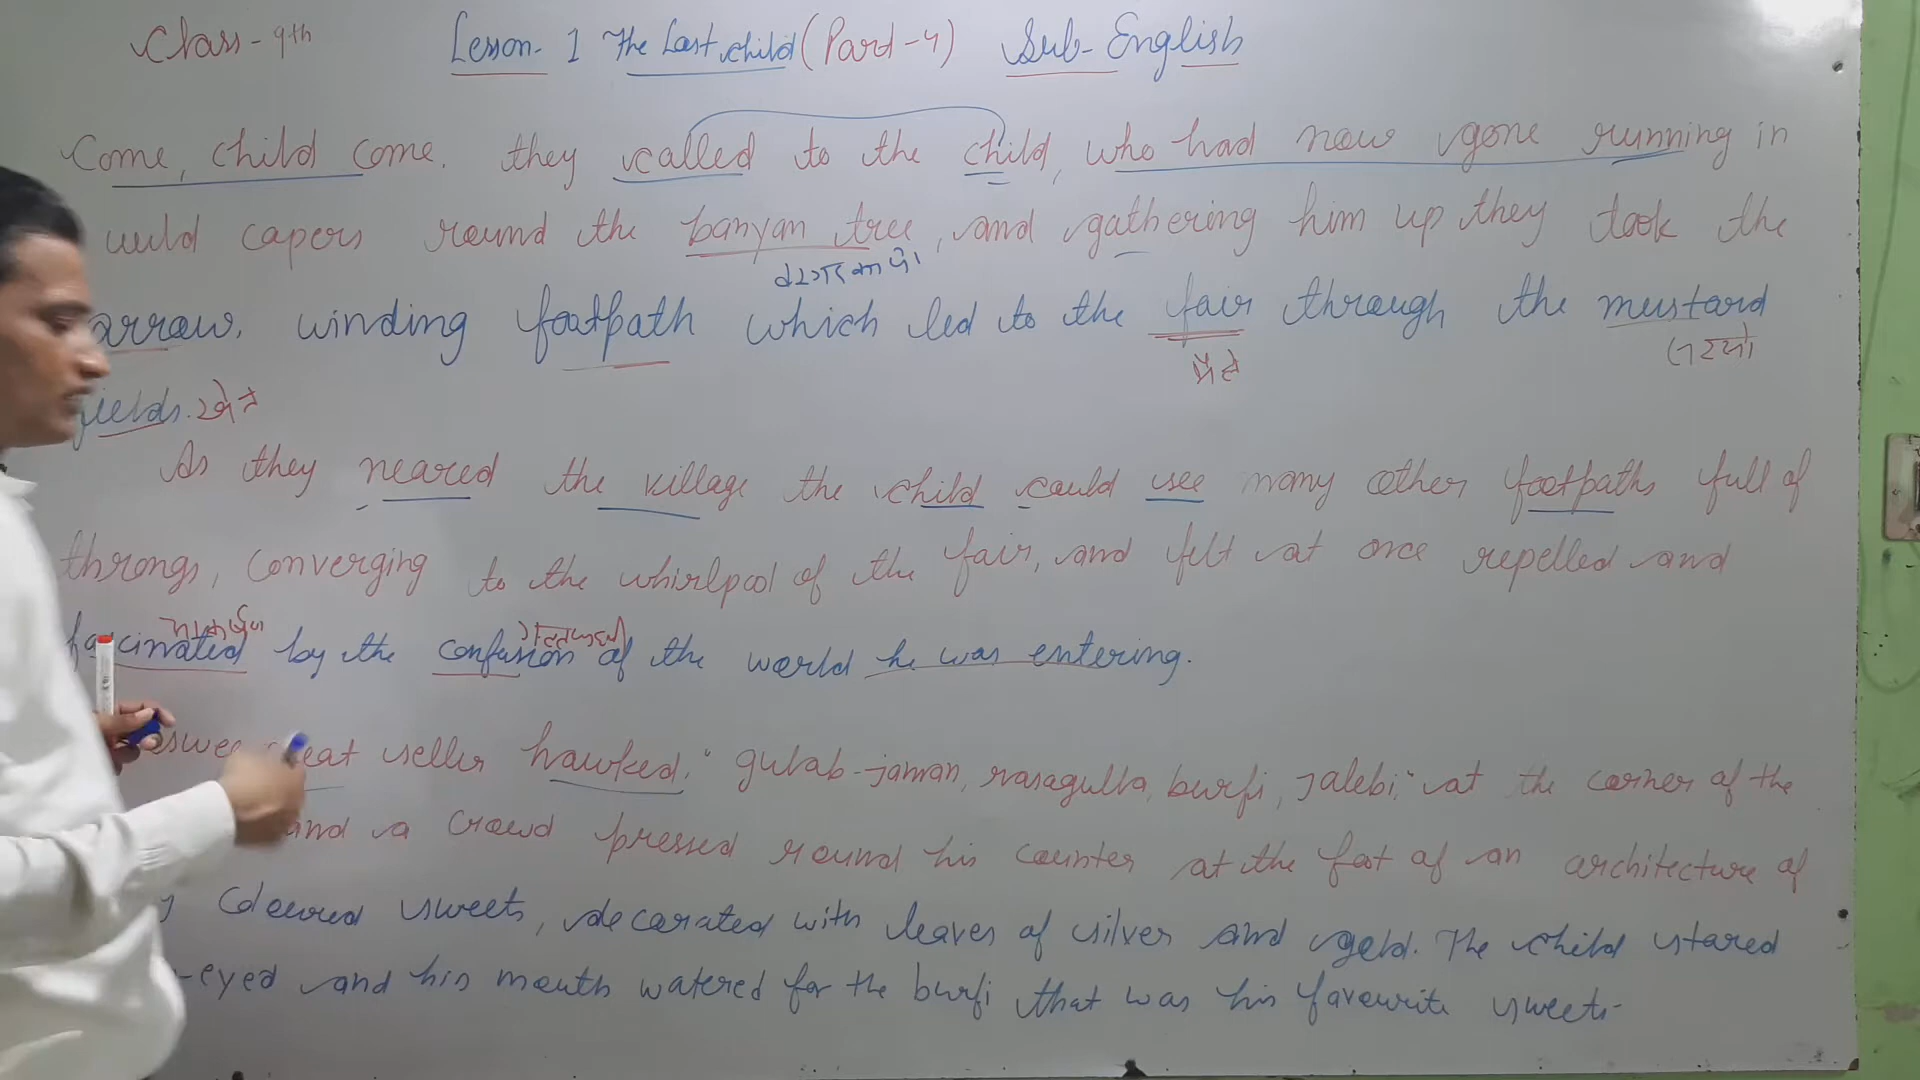 Class-9th Lesson-1 The Lost child (Part-4) Sub-English
Come, child come. they called to the child, who had now gone running in
wild capers round the banyan tree, and gathering him up they took the
arrow, winding footpath which led to the fair through the mustard
मेले
fields. खेत
As they neared the village the child could see many other footpaths full of
throngs, converging to the whirlpool of the fair, and felt at once repelled and
fascinated by the confusion of the world he was entering.
eat seller hawked, "gulab-jaman, rasagulla, burfi, Jalebi," at the corner of the
and a crowd pressed round his counter at the foot of an architecture of
sweets, decorated with leaves of silver and gold. The child stared
-eyed and his mouth watered for the burfi that was his favourite sweet.